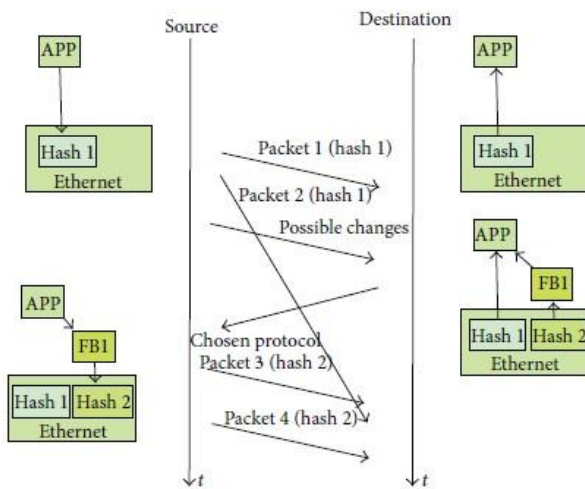 Source
Destination
APP
APP
Hash 1
Ethernet
Packet 1 (hash 1)
Packet 2 (hash 1)
Possible changes
Hash 1
Ethernet
APP
FB1
Hash 1
Hash 2
Ethernet
Chosen protocol
Packet 3 (hash 2)
Packet 4 (hash 2)
APP
FB1
Hash 1
Hash 2
Ethernet
t
t